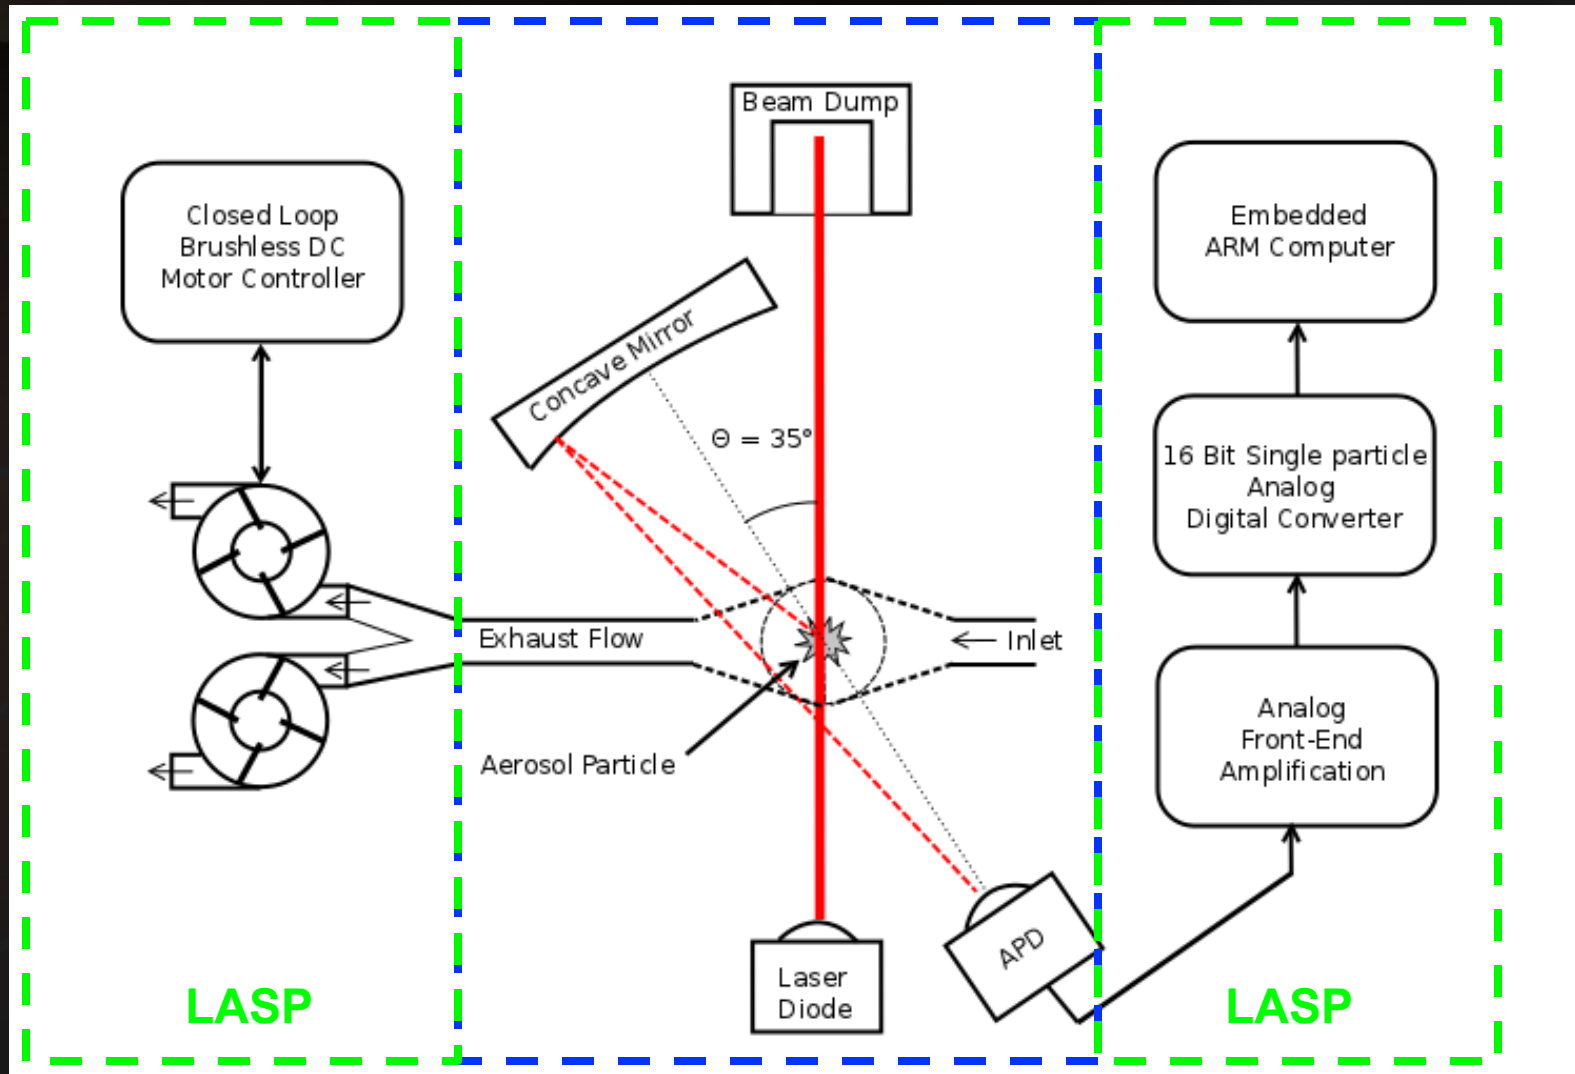 Beam Dump
Closed Loop
Brushless DC
Motor Controller
Embedded
ARM Computer
Concave Mirror
Θ = 35°
16 Bit Single particle
Analog
Digital Converter
Exhaust Flow
Inlet
Aerosol Particle
Analog
Front-End
Amplification
APD
Laser
Diode
LASP
LASP